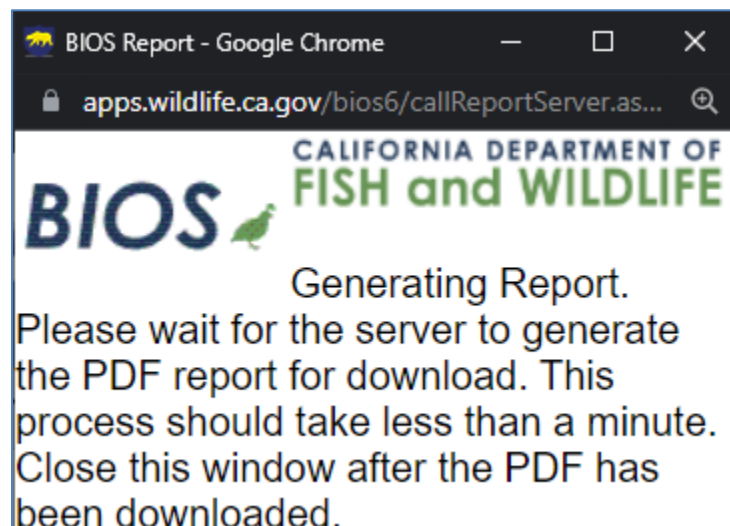 BIOS Report - Google Chrome
apps.wildlife.ca.gov/bios6/callReportServer.as...
CALIFORNIA DEPARTMENT OF
FISH and WILDLIFE
BIOS
Generating Report.
Please wait for the server to generate
the PDF report for download. This
process should take less than a minute.
Close this window after the PDF has
been downloaded.